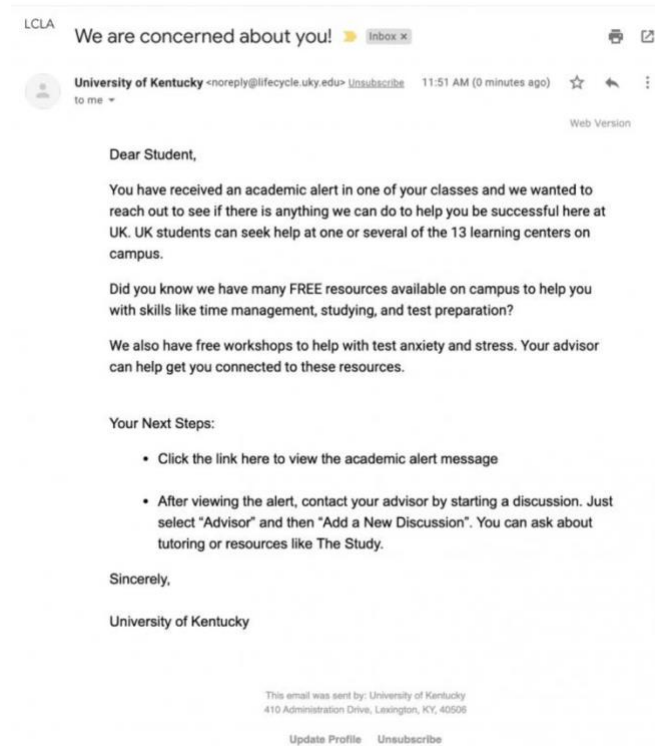 LCLA
We are concerned about you!
Inbox ×
University of Kentucky <noreply@lifecycle.uky.edu> Unsubscribe 11:51 AM (0 minutes ago)
to me
Web Version
Dear Student,
You have received an academic alert in one of your classes and we wanted to
reach out to see if there is anything we can do to help you be successful here at
UK. UK students can seek help at one or several of the 13 learning centers on
campus.
Did you know we have many FREE resources available on campus to help you
with skills like time management, studying, and test preparation?
We also have free workshops to help with test anxiety and stress. Your advisor
can help get you connected to these resources.
Your Next Steps:
• Click the link here to view the academic alert message
• After viewing the alert, contact your advisor by starting a discussion. Just
select "Advisor" and then "Add a New Discussion". You can ask about
tutoring or resources like The Study.
Sincerely,
University of Kentucky
This email was sent by: University of Kentucky
410 Administration Drive, Lexington, KY, 40506
Update Profile Unsubscribe